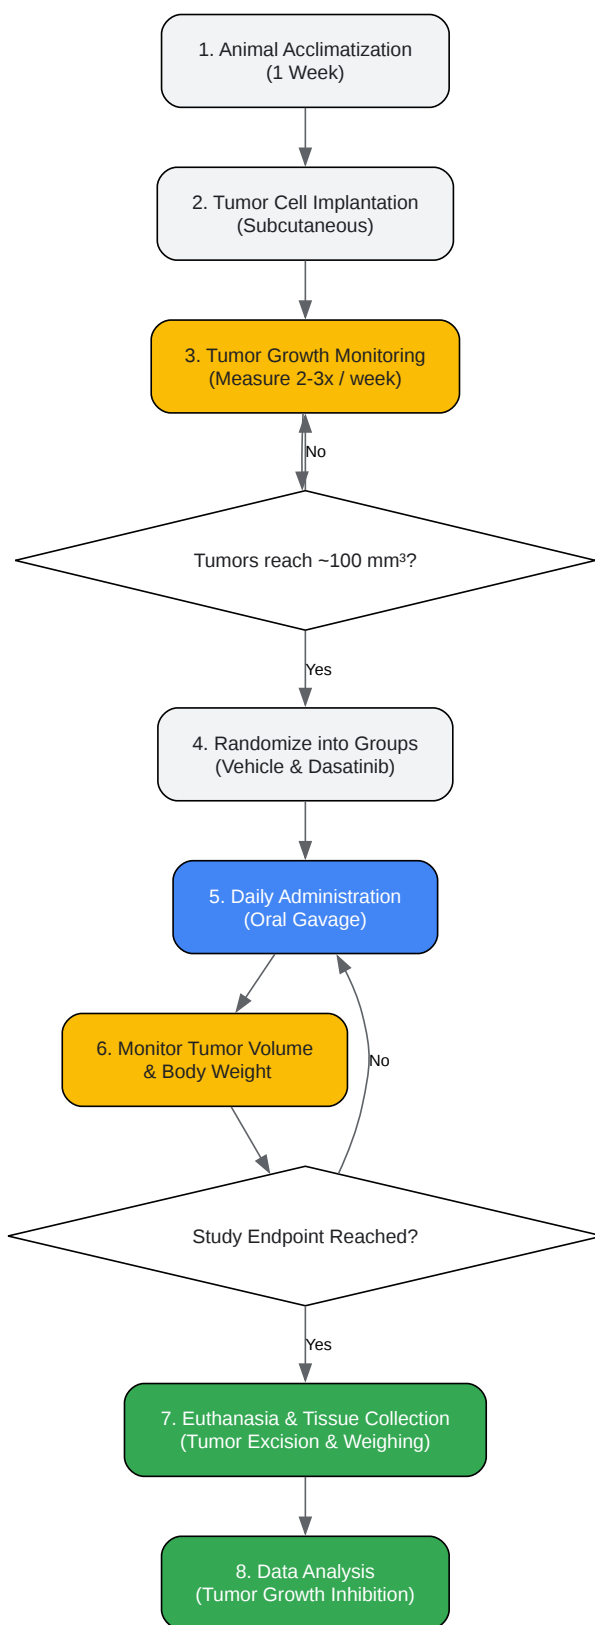 1. Animal Acclimatization
(1 Week)
2. Tumor Cell Implantation
(Subcutaneous)
3. Tumor Growth Monitoring
(Measure 2-3x / week)
No
Tumors reach ~100 mm³?
Yes
4. Randomize into Groups
(Vehicle & Dasatinib)
5. Daily Administration
(Oral Gavage)
6. Monitor Tumor Volume
& Body Weight
No
Study Endpoint Reached?
Yes
7. Euthanasia & Tissue Collection
(Tumor Excision & Weighing)
8. Data Analysis
(Tumor Growth Inhibition)